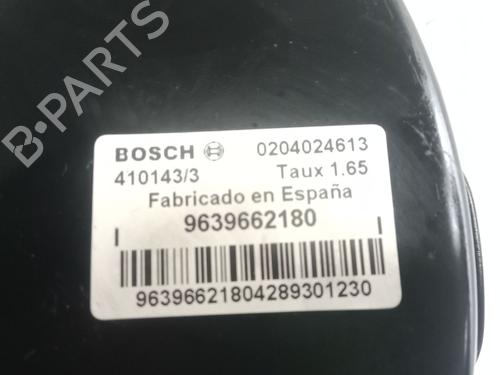 B-PARTS
BOSCH 0204024613
410143/3 Taux 1.65
Fabricado en España
9639662180
96396621804289301230